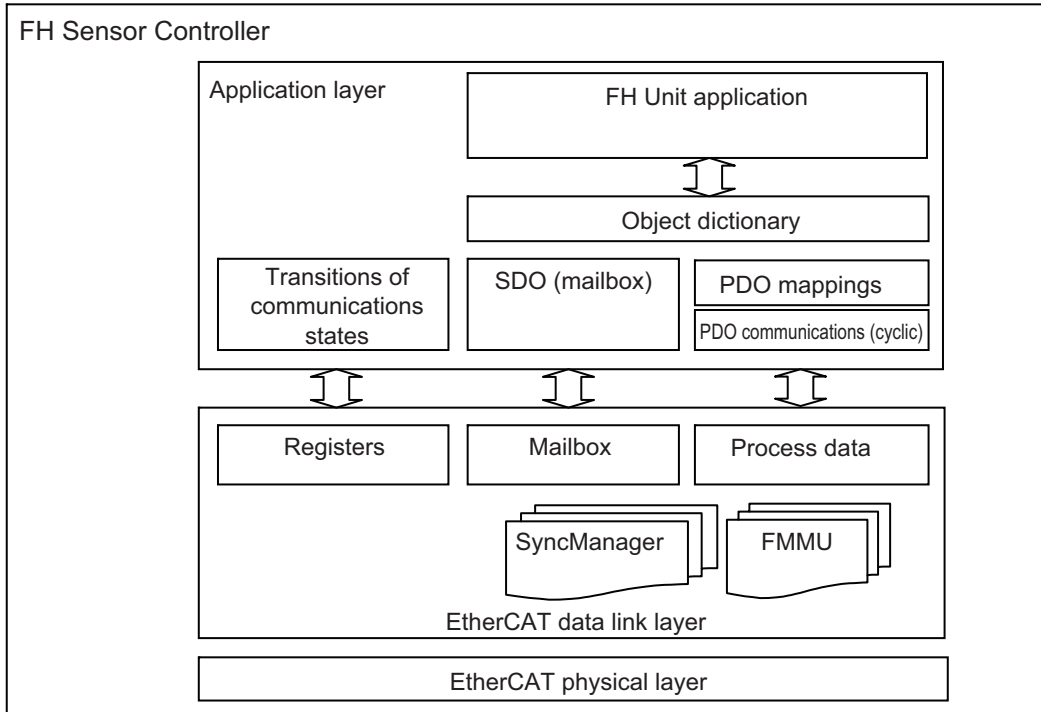 FH Sensor Controller
Application layer
FH Unit application
Object dictionary
Transitions of
communications
states
SDO (mailbox)
PDO mappings
PDO communications (cyclic)
Registers
Mailbox
Process data
SyncManager
FMMU
EtherCAT data link layer
EtherCAT physical layer